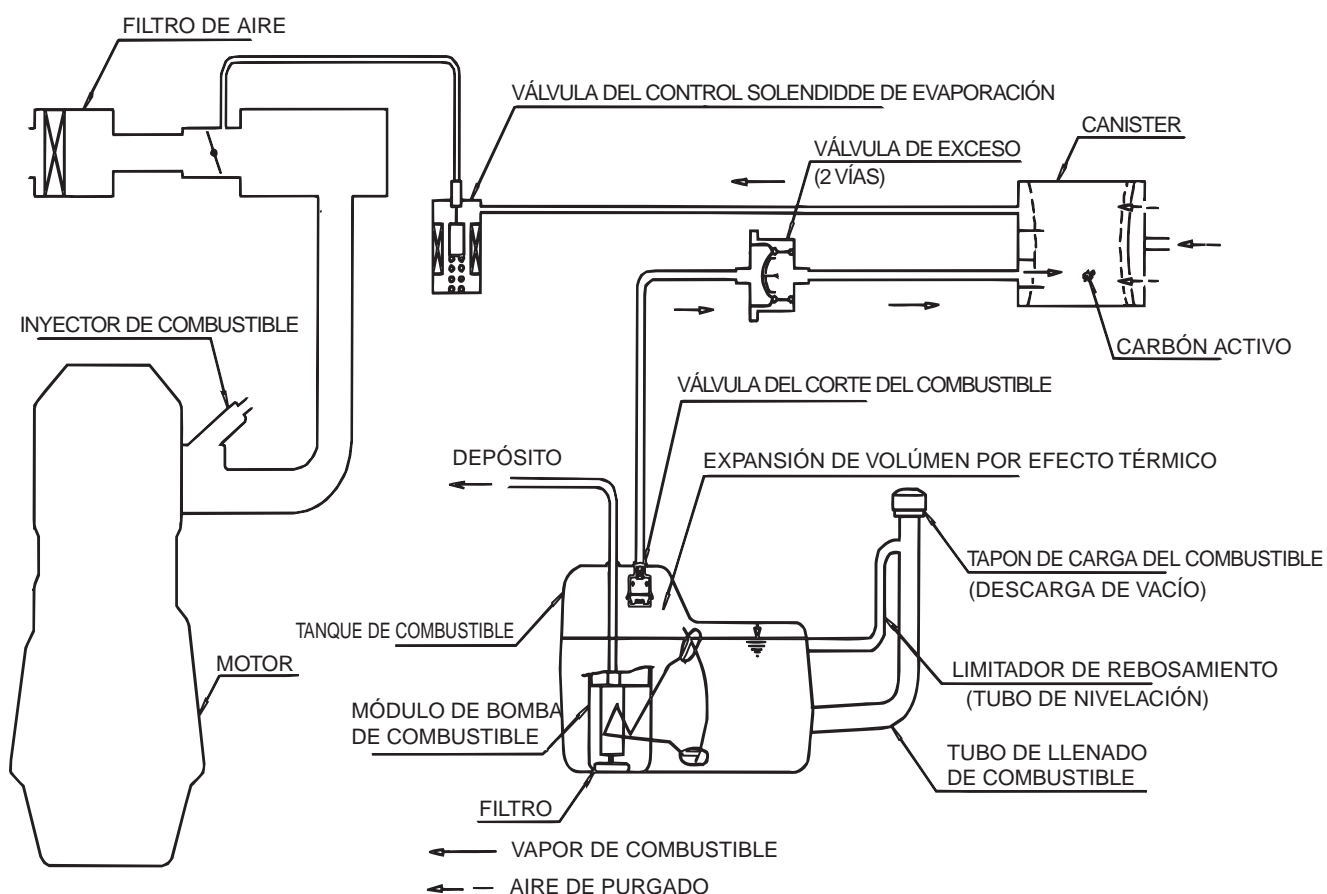 FILTRO DE AIRE
VÁLVULA DEL CONTROL SOLENDIDDE DE EVAPORACIÓN
CANISTER
VÁLVULA DE EXCESO
(2 VÍAS)
INYECTOR DE COMBUSTIBLE
CARBÓN ACTIVO
VÁLVULA DEL CORTE DEL COMBUSTIBLE
DEPÓSITO
EXPANSIÓN DE VOLÚMEN POR EFECTO TÉRMICO
TAPON DE CARGA DEL COMBUSTIBLE
(DESCARGA DE VACÍO)
TANQUE DE COMBUSTIBLE
MOTOR
LIMITADOR DE REBOSAMIENTO
(TUBO DE NIVELACIÓN)
MÓDULO DE BOMBA
DE COMBUSTIBLE
TUBO DE LLENADO
DE COMBUSTIBLE
FILTRO
VAPOR DE COMBUSTIBLE
AIRE DE PURGADO